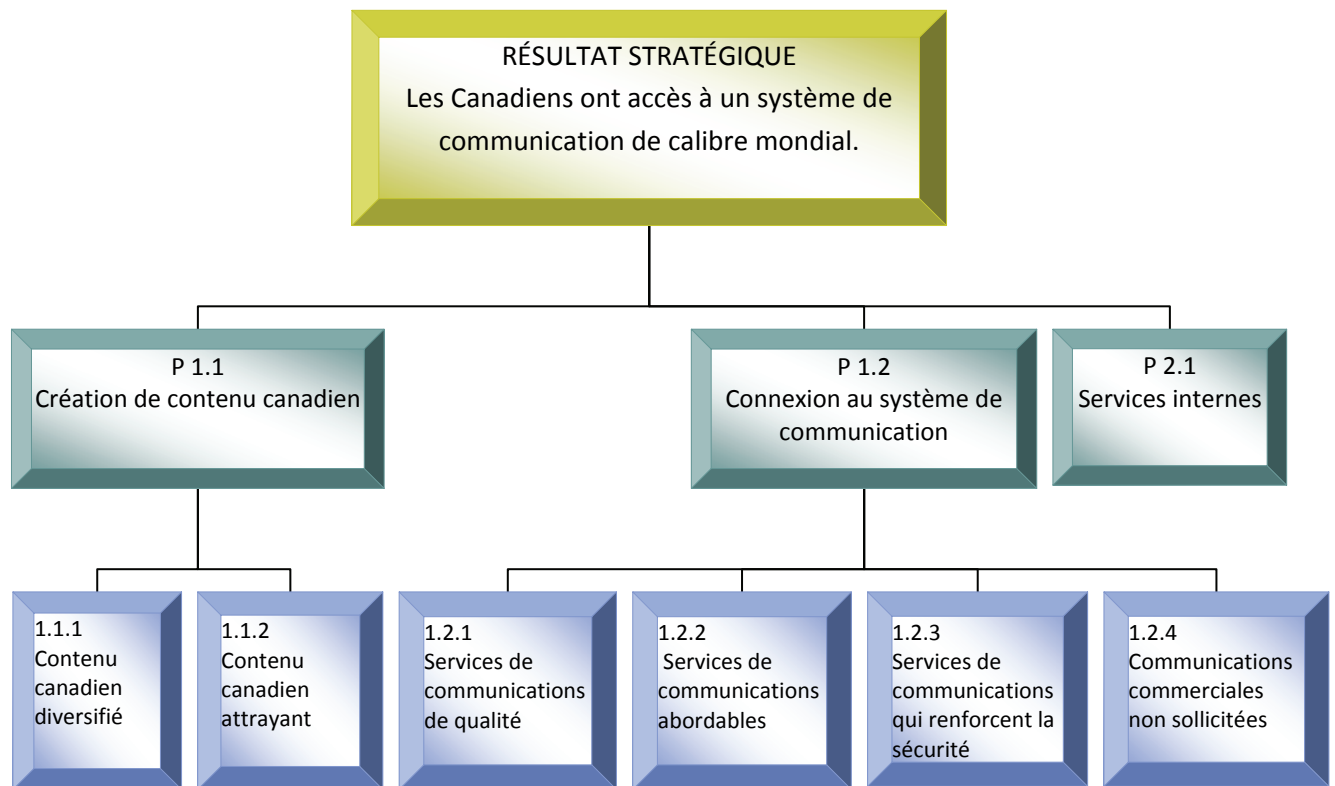 RÉSULTAT STRATÉGIQUE
Les Canadiens ont accès à un système de
communication de calibre mondial.
P 1.1
Création de contenu canadien
P 1.2
Connexion au système de
communication
P 2.1
Services internes
1.1.1
Contenu
canadien
diversifié
1.1.2
Contenu
canadien
attrayant
1.2.1
Services de
communications
de qualité
1.2.2
Services de
communications
abordables
1.2.3
Services de
communications
qui renforcent la
sécurité
1.2.4
Communications
commerciales
non sollicitées